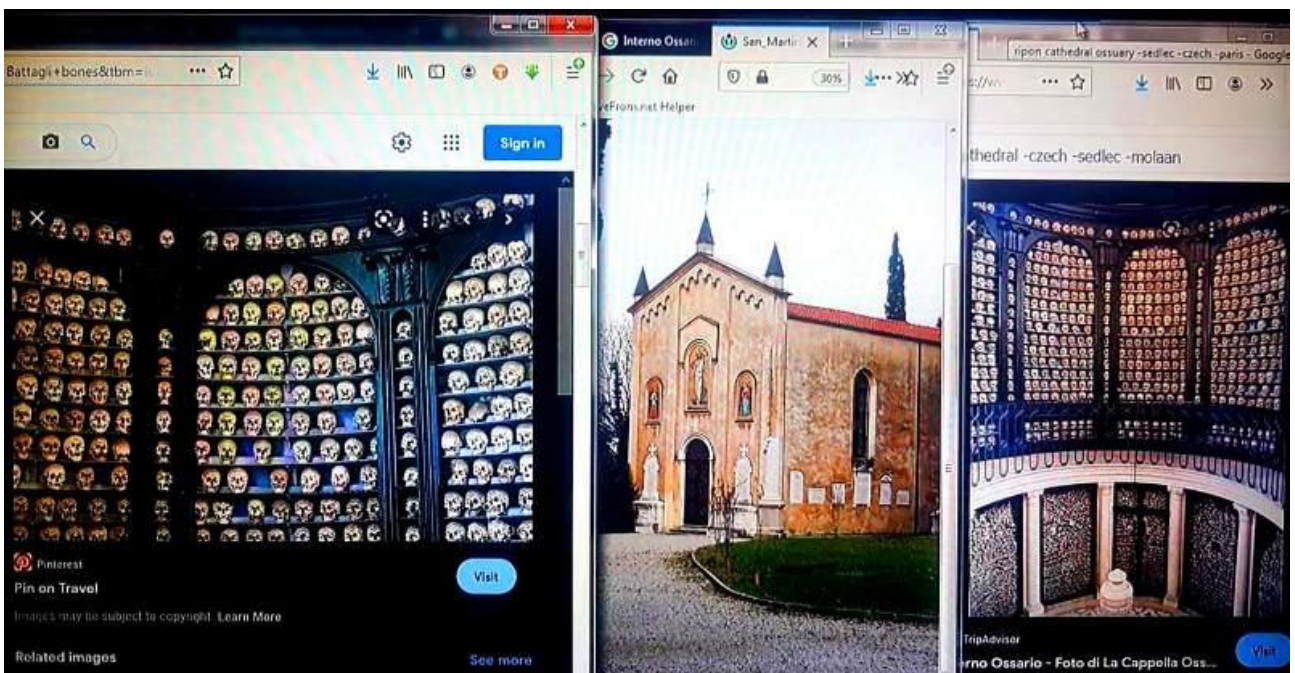 Battagli+bones&tbm=
Sign in
Pinterest
Pin on Travel
Visit
Images may be subject to copyright. Learn More
Related images
See more
Interno Ossa
San_Martin
30%
Helper
ripon cathedral ossuary -sedlec -czech -paris - Google
thedral -czech -sedlec -molaan
TripAdvisor
rno Ossario - Foto di La Cappella Oss...
Visit